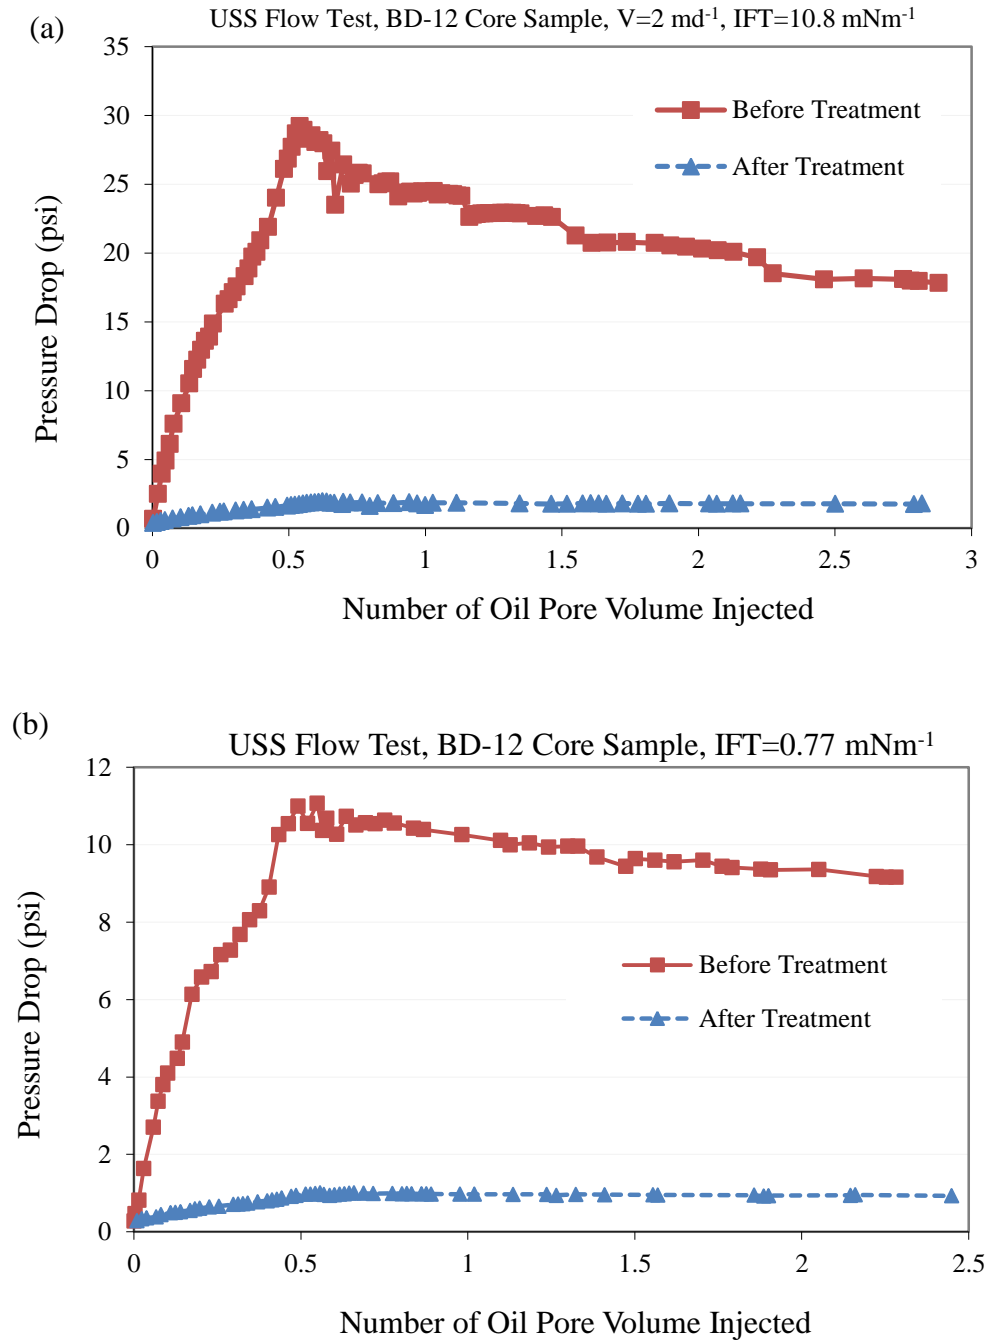 (a)
USS Flow Test, BD-12 Core Sample, V=2 md⁻¹, IFT=10.8 mNm⁻¹
35
30
25
20
15
10
5
0
Pressure Drop (psi)
Before Treatment
After Treatment
0 0.5 1 1.5 2 2.5 3
Number of Oil Pore Volume Injected
(b)
USS Flow Test, BD-12 Core Sample, IFT=0.77 mNm⁻¹
12
10
8
6
4
2
0
Pressure Drop (psi)
Before Treatment
After Treatment
0 0.5 1 1.5 2 2.5
Number of Oil Pore Volume Injected